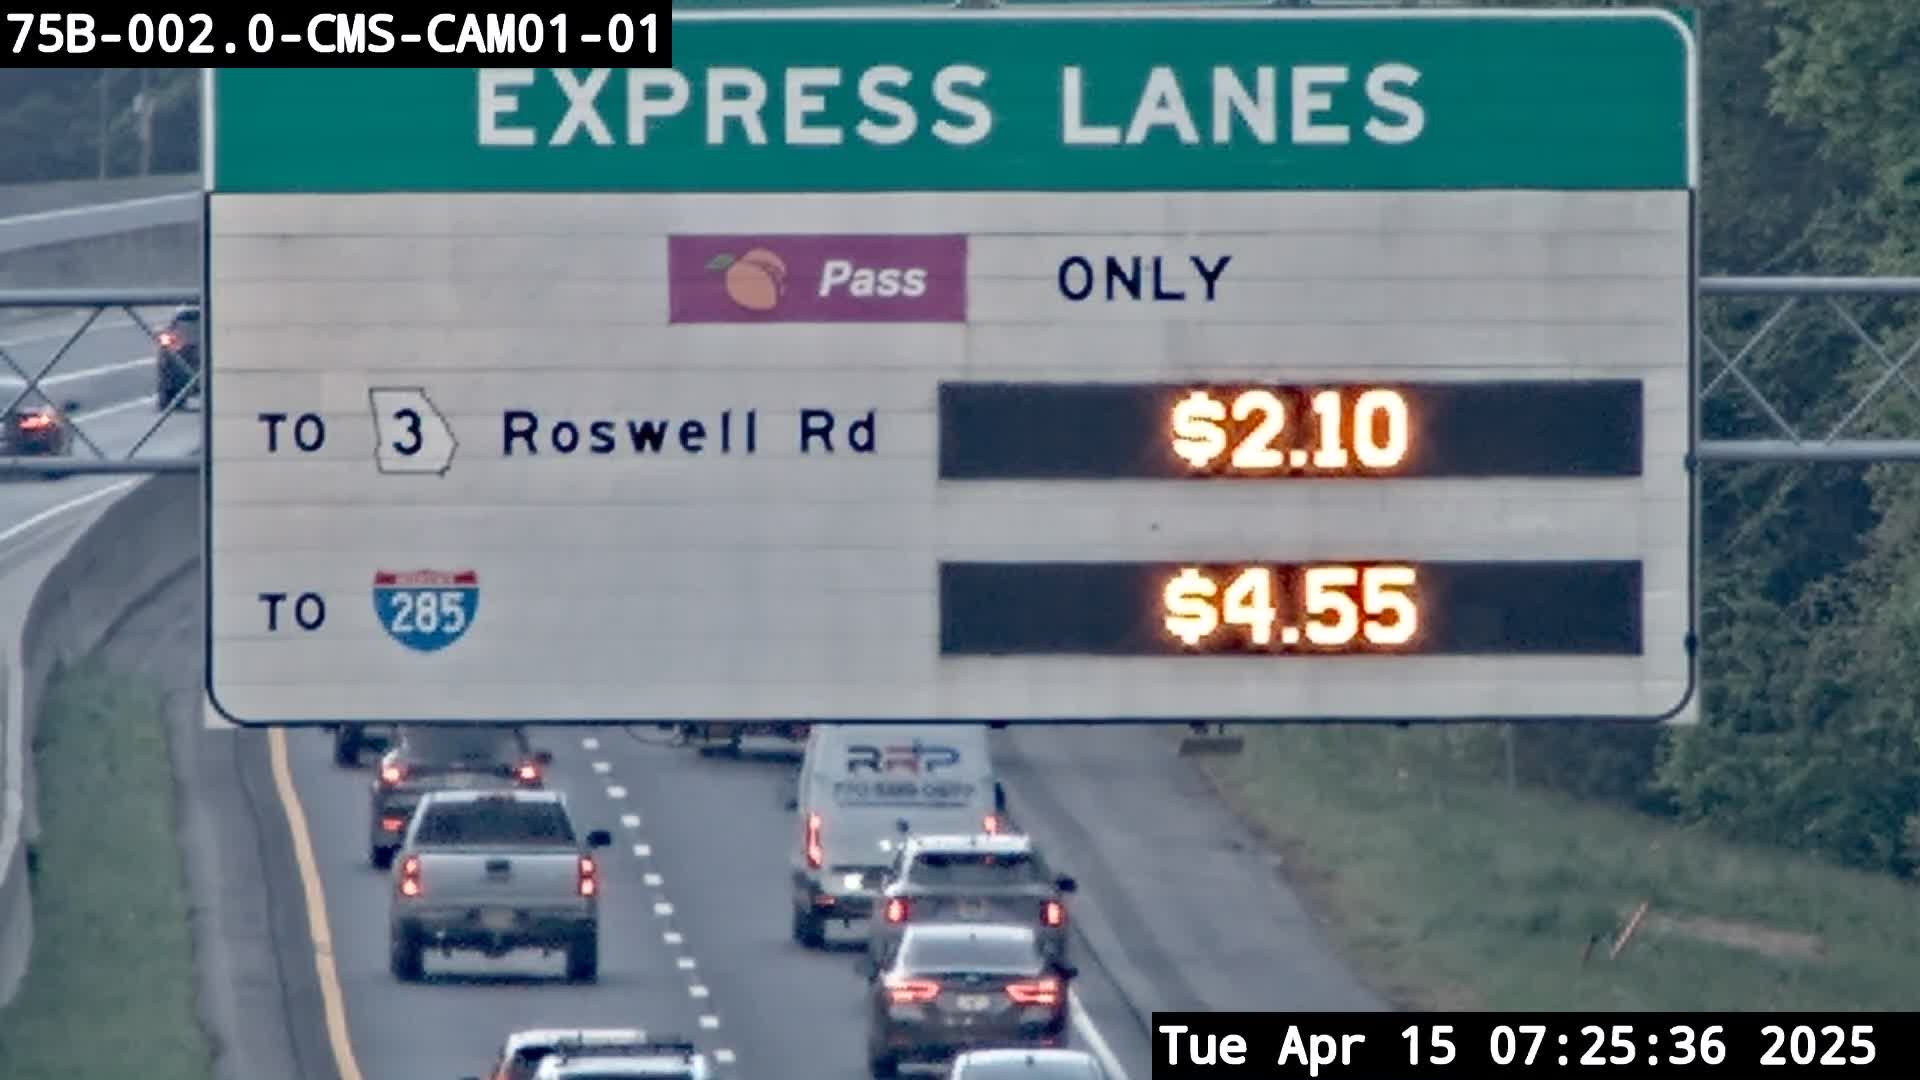 75B-002.0-CMS-CAM01-01
EXPRESS LANES
Pass ONLY
TO 3 Roswell Rd $2.10
TO 285 $4.55
RHP
Tue Apr 15 07:25:36 2025